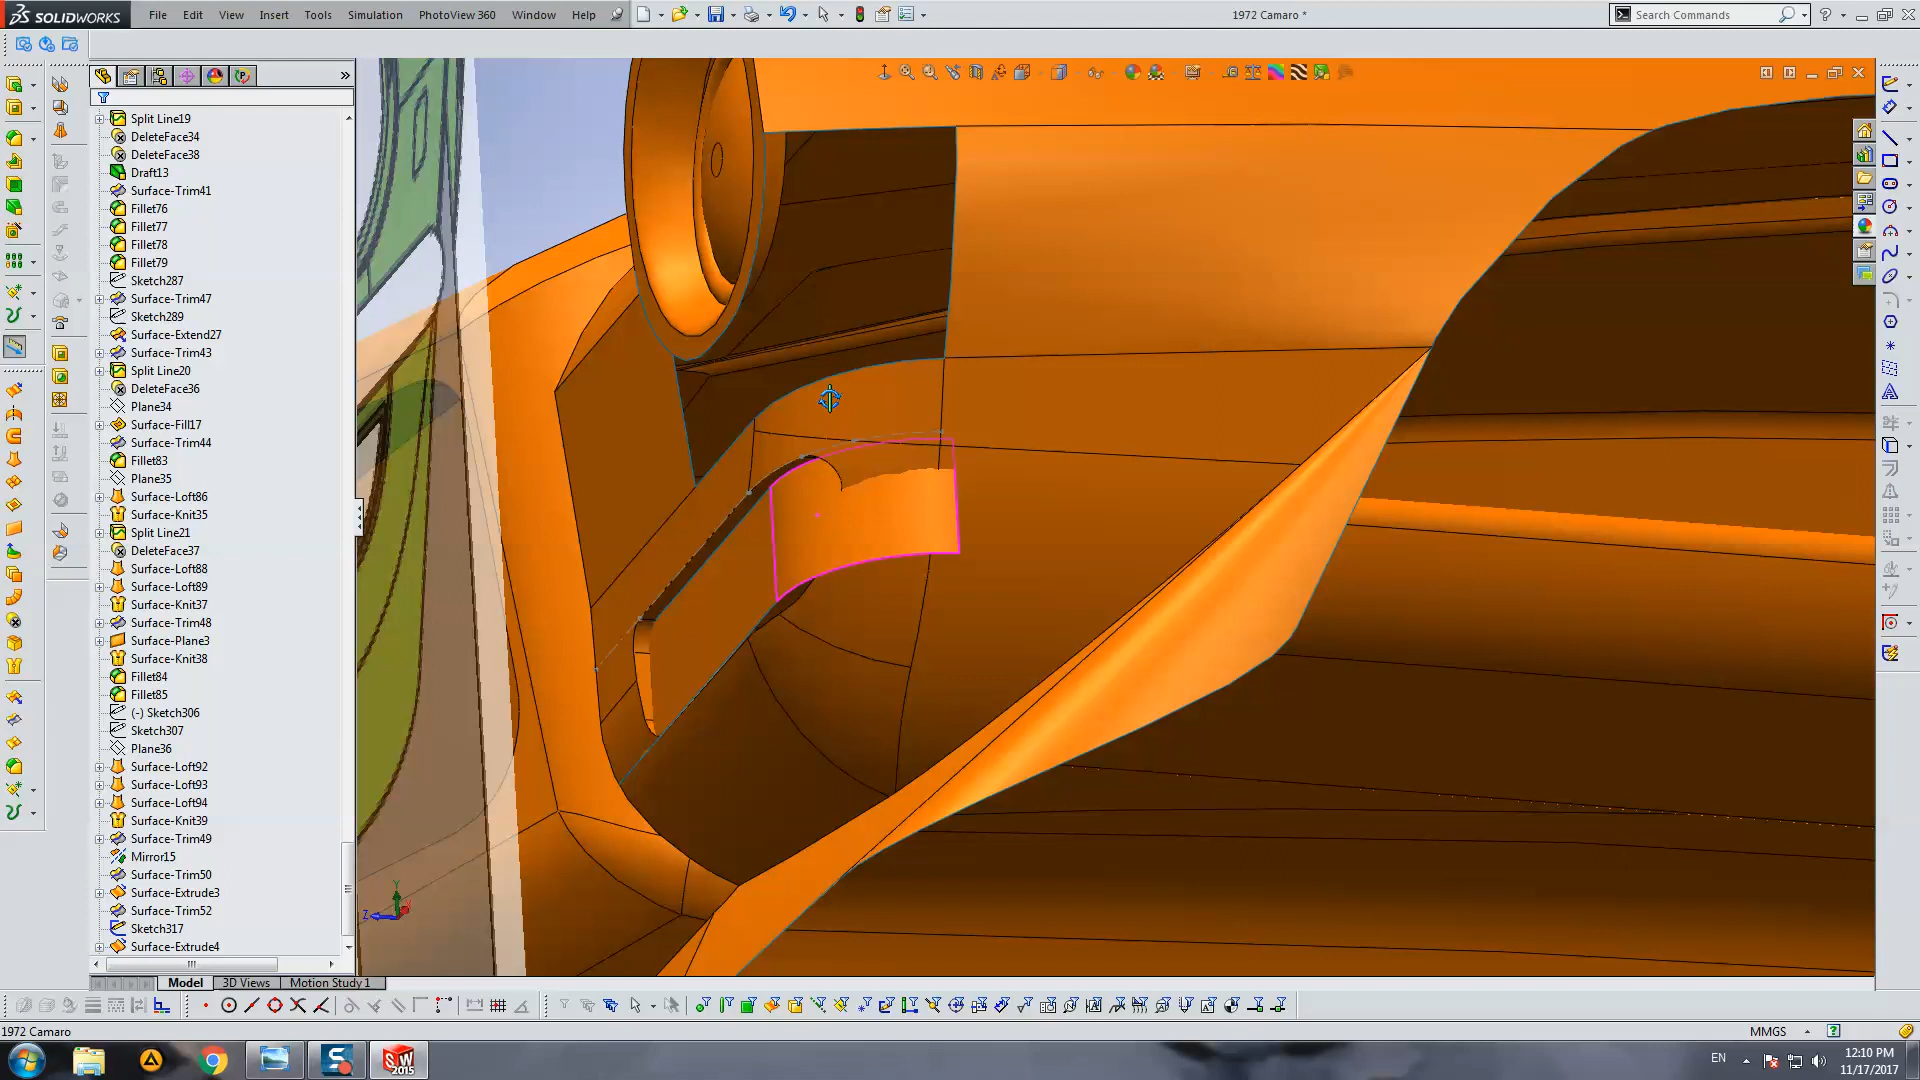 SOLIDWORKS
File Edit View Insert Tools Simulation PhotoView 360 Window Help
1972 Camaro *
Search Commands
Split Line19
DeleteFace34
DeleteFace38
Draft13
Surface-Trim41
Fillet76
Fillet77
Fillet78
Fillet79
Sketch287
Surface-Trim47
Sketch289
Surface-Extend27
Surface-Trim43
Split Line20
DeleteFace36
Plane34
Surface-Fill17
Surface-Trim44
Fillet83
Plane35
Surface-Loft86
Surface-Knit35
Split Line21
DeleteFace37
Surface-Loft88
Surface-Loft89
Surface-Knit37
Surface-Trim48
Surface-Plane3
Surface-Knit38
Fillet84
Fillet85
(-) Sketch306
Sketch307
Plane36
Surface-Loft92
Surface-Loft93
Surface-Loft94
Surface-Knit39
Surface-Trim49
Mirror15
Surface-Trim50
Surface-Extrude3
Surface-Trim52
Sketch317
Surface-Extrude4
Y
Z
Model 3D Views Motion Study 1
1972 Camaro
MMGS
EN
12:10 PM
11/17/2017
SW
2015